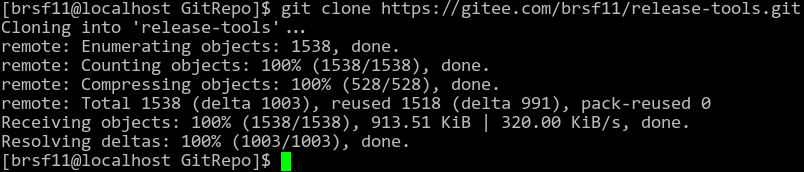 [brsf11@localhost GitRepo]$ git clone https://gitee.com/brsf11/release-tools.git
Cloning into 'release-tools'...
remote: Enumerating objects: 1538, done.
remote: Counting objects: 100% (1538/1538), done.
remote: Compressing objects: 100% (528/528), done.
remote: Total 1538 (delta 1003), reused 1518 (delta 991), pack-reused 0
Receiving objects: 100% (1538/1538), 913.51 KiB | 320.00 KiB/s, done.
Resolving deltas: 100% (1003/1003), done.
[brsf11@localhost GitRepo]$